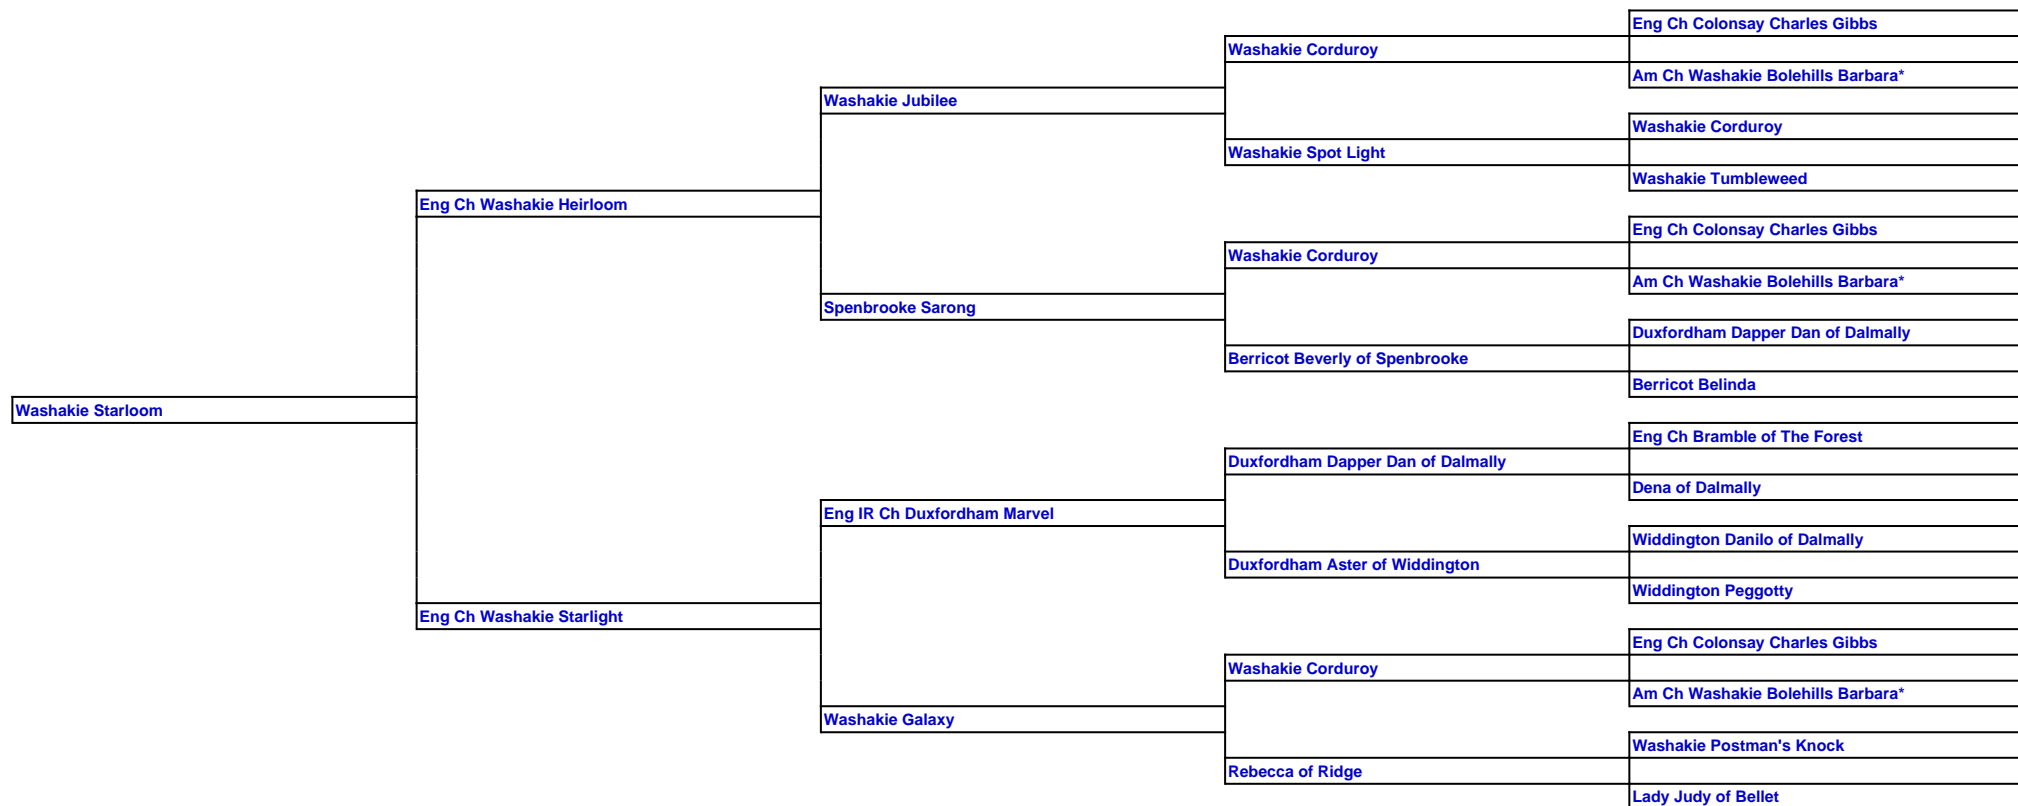 Eng Ch Colonsay Charles Gibbs
Washakie Corduroy
Am Ch Washakie Bolehills Barbara*
Washakie Jubilee
Washakie Corduroy
Washakie Spot Light
Washakie Tumbleweed
Eng Ch Washakie Heirloom
Eng Ch Colonsay Charles Gibbs
Washakie Corduroy
Am Ch Washakie Bolehills Barbara*
Spenbrooke Sarong
Duxfordham Dapper Dan of Dalmally
Berricot Beverly of Spenbrooke
Berricot Belinda
Washakie Starloom
Eng Ch Bramble of The Forest
Duxfordham Dapper Dan of Dalmally
Dena of Dalmally
Eng IR Ch Duxfordham Marvel
Widdington Danilo of Dalmally
Duxfordham Aster of Widdington
Widdington Peggotty
Eng Ch Washakie Starlight
Eng Ch Colonsay Charles Gibbs
Washakie Corduroy
Am Ch Washakie Bolehills Barbara*
Washakie Galaxy
Washakie Postman's Knock
Rebecca of Ridge
Lady Judy of Bellet